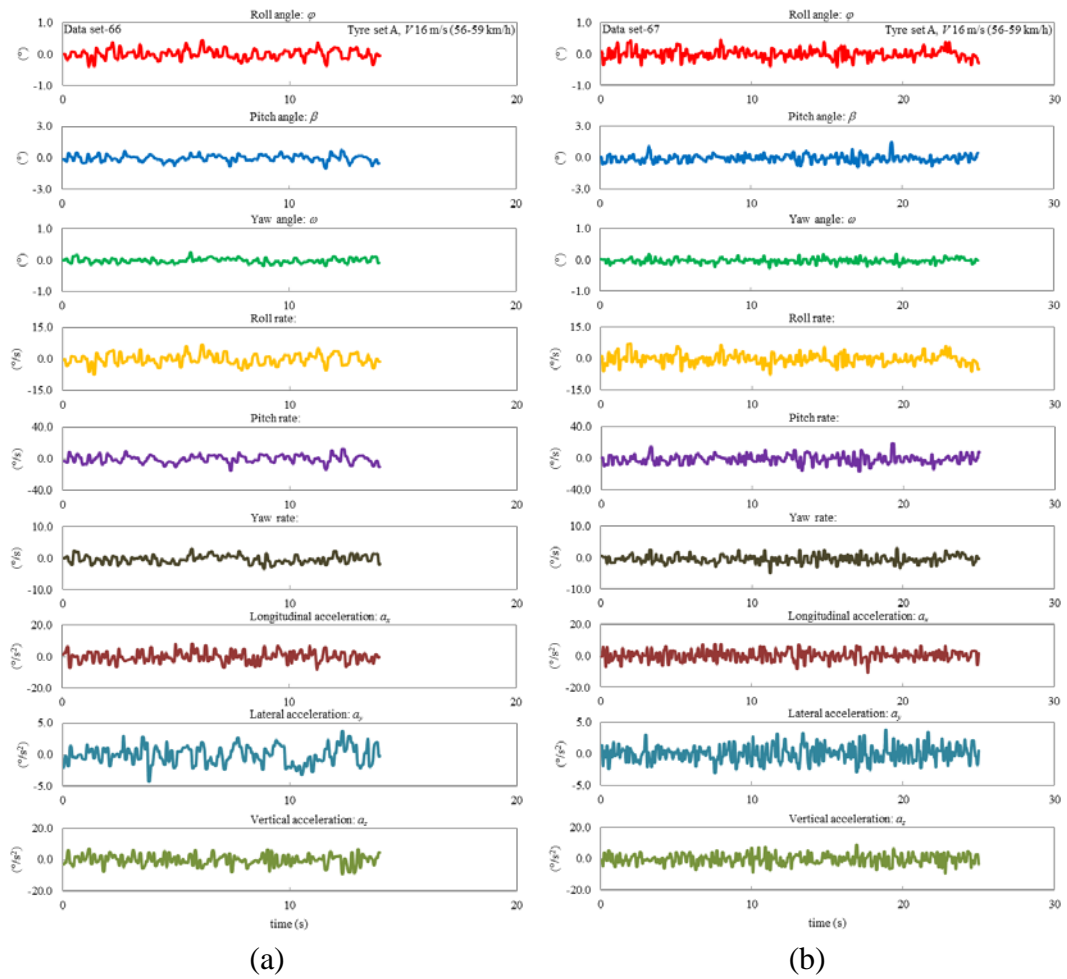 Roll angle: φ
Data set-66 Tyre set A, V 16 m/s (56-59 km/h)
1.0
0.0
-1.0
(°)
0 10 20
Pitch angle: β
3.0
0.0
-3.0
(°)
0 10 20
Yaw angle: ω
1.0
0.0
-1.0
(°)
0 10 20
Roll rate:
15.0
0.0
-15.0
(°/s)
0 10 20
Pitch rate:
40.0
0.0
-40.0
(°/s)
0 10 20
Yaw rate:
10.0
0.0
-10.0
(°/s)
0 10 20
Longitudinal acceleration: aₓ
20.0
0.0
-20.0
(°/s²)
0 10 20
Lateral acceleration: a_y
5.0
0.0
-5.0
(°/s²)
0 10 20
Vertical acceleration: a_z
20.0
0.0
-20.0
(°/s²)
0 10 20
time (s)
(a)
Roll angle: φ
Data set-67 Tyre set A, V 16 m/s (56-59 km/h)
1.0
0.0
-1.0
(°)
0 10 20 30
Pitch angle: β
3.0
0.0
-3.0
(°)
0 10 20 30
Yaw angle: ω
1.0
0.0
-1.0
(°)
0 10 20 30
Roll rate:
15.0
0.0
-15.0
(°/s)
0 10 20 30
Pitch rate:
40.0
0.0
-40.0
(°/s)
0 10 20 30
Yaw rate:
10.0
0.0
-10.0
(°/s)
0 10 20 30
Longitudinal acceleration: aₓ
20.0
0.0
-20.0
(°/s²)
0 10 20 30
Lateral acceleration: a_y
5.0
0.0
-5.0
(°/s²)
0 10 20 30
Vertical acceleration: a_z
20.0
0.0
-20.0
(°/s²)
0 10 20 30
time (s)
(b)